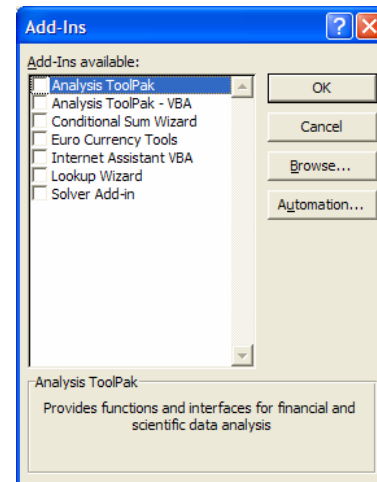 Add-Ins
?
X
Add-Ins available:
Analysis ToolPak
Analysis ToolPak - VBA
Conditional Sum Wizard
Euro Currency Tools
Internet Assistant VBA
Lookup Wizard
Solver Add-in
OK
Cancel
Browse...
Automation...
Analysis ToolPak
Provides functions and interfaces for financial and
scientific data analysis